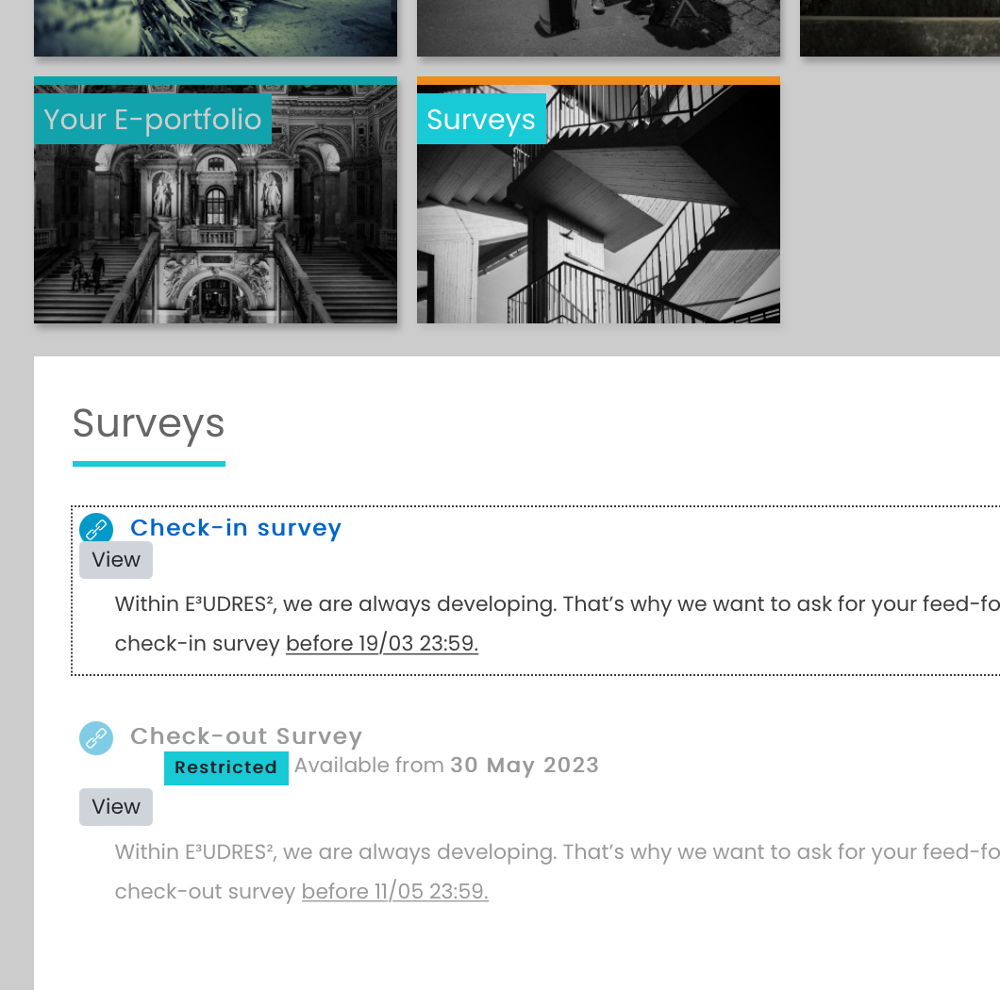 Your E-portfolio
Surveys
Surveys
Check-in survey
View
Within E³UDRES², we are always developing. That’s why we want to ask for your feed-fo
check-in survey before 19/03 23:59.
Check-out Survey
Restricted Available from 30 May 2023
View
Within E³UDRES², we are always developing. That’s why we want to ask for your feed-fo
check-out survey before 11/05 23:59.